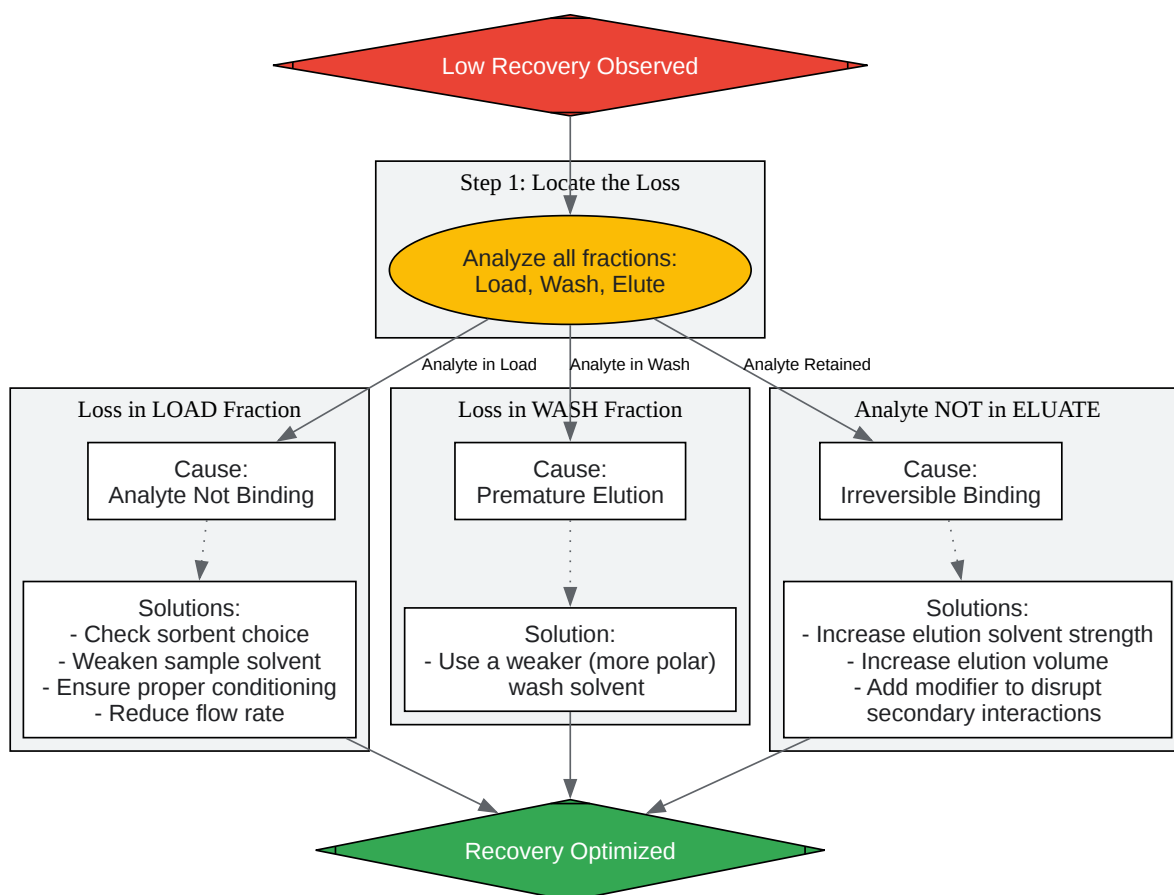 Low Recovery Observed
Step 1: Locate the Loss
Analyze all fractions:
Load, Wash, Elute
Analyte in Load
Analyte in Wash
Analyte Retained
Loss in LOAD Fraction
Cause:
Analyte Not Binding
Solutions:
- Check sorbent choice
- Weaken sample solvent
- Ensure proper conditioning
- Reduce flow rate
Loss in WASH Fraction
Cause:
Premature Elution
Solution:
- Use a weaker (more polar)
wash solvent
Analyte NOT in ELUATE
Cause:
Irreversible Binding
Solutions:
- Increase elution solvent strength
- Increase elution volume
- Add modifier to disrupt
secondary interactions
Recovery Optimized